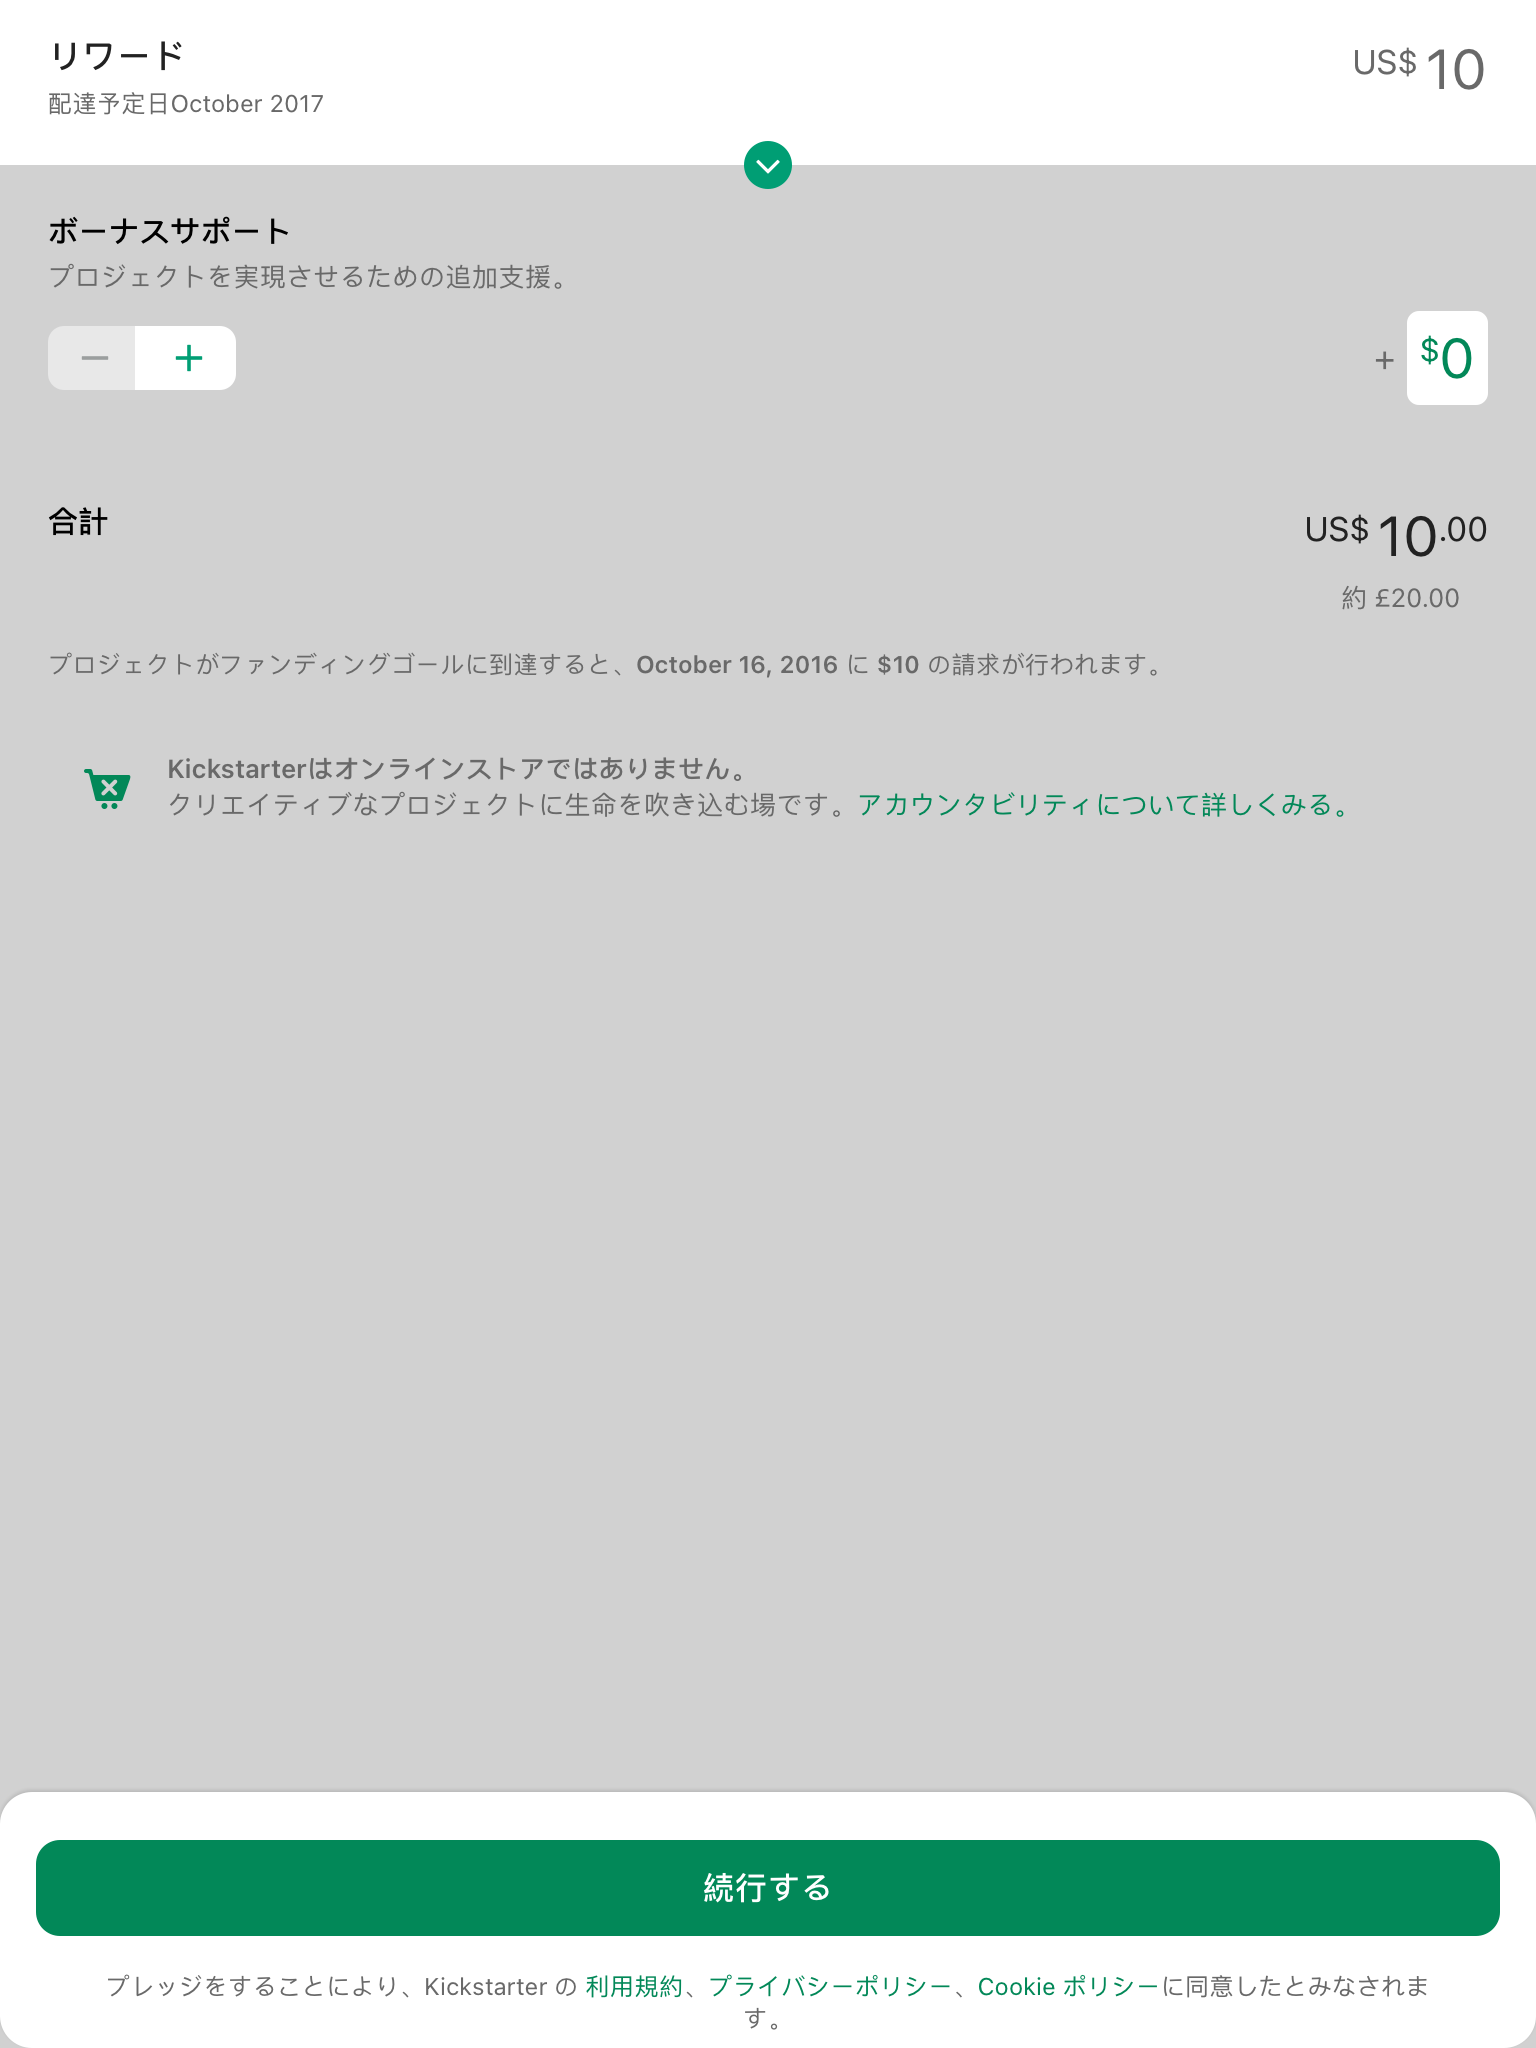 リワード
US$ 10
配達予定日October 2017
ボーナスサポート
プロジェクトを実現させるための追加支援。
+ $0
合計
US$ 10.00
約 £20.00
プロジェクトがファンディングゴールに到達すると、October 16, 2016 に $10 の請求が行われます。
Kickstarterはオンラインストアではありません。
クリエイティブなプロジェクトに生命を吹き込む場です。アカウンタビリティについて詳しくみる。
続行する
プレッジをすることにより、Kickstarter の 利用規約、プライバシーポリシー、Cookie ポリシーに同意したとみなされま
す。